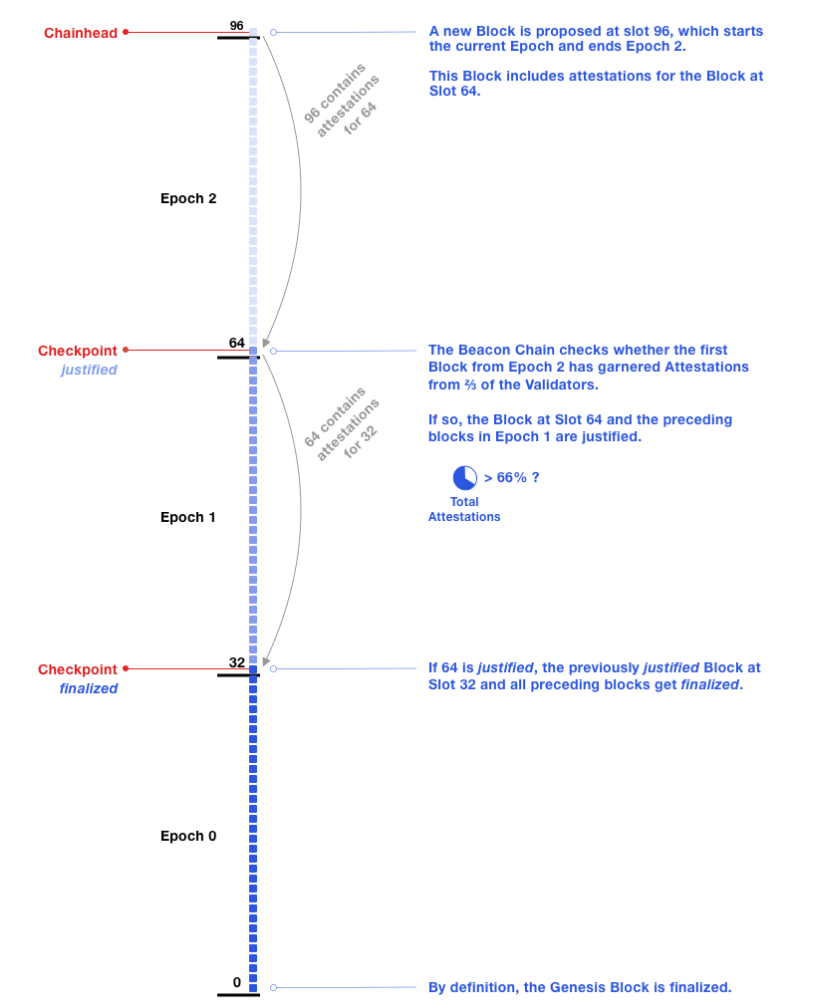 96
Chainhead
A new Block is proposed at slot 96, which starts
the current Epoch and ends Epoch 2.
This Block includes attestations for the Block at
Slot 64.
96 contains
attestations
for 64
Epoch 2
64
Checkpoint
justified
The Beacon Chain checks whether the first
Block from Epoch 2 has garnered Attestations
from ⅔ of the Validators.
If so, the Block at Slot 64 and the preceding
blocks in Epoch 1 are justified.
64 contains
attestations
for 32
> 66% ?
Total
Attestations
Epoch 1
32
Checkpoint
finalized
If 64 is justified, the previously justified Block at
Slot 32 and all preceding blocks get finalized.
Epoch 0
0
By definition, the Genesis Block is finalized.